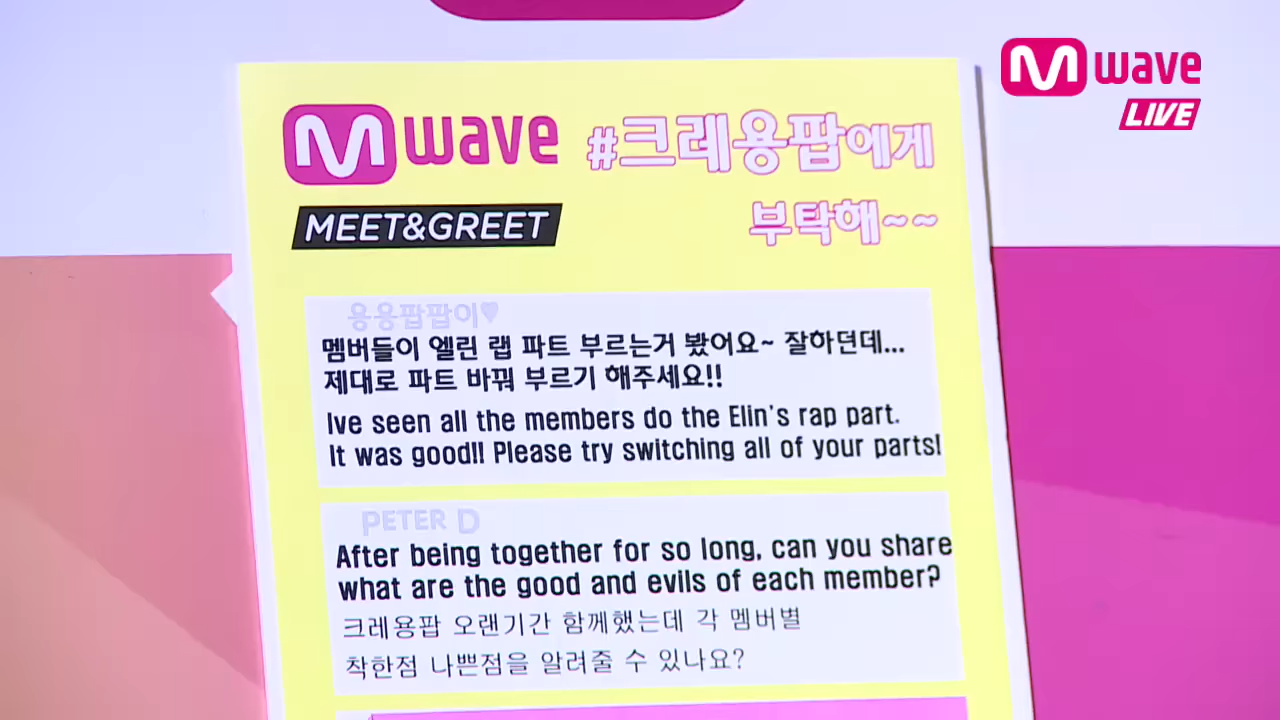 Mwave
LIVE
Mwave #크레용팝에게
MEET&GREET 부탁해~~
용용팝팝이♥
멤버들이 엘린 랩 파트 부르는거 봤어요~ 잘하던데...
제대로 파트 바꿔 부르기 해주세요!!
Ive seen all the members do the Elin's rap part.
It was good!! Please try switching all of your parts!
PETER D
After being together for so long, can you share
what are the good and evils of each member?
크레용팝 오랜기간 함께했는데 각 멤버별
착한점 나쁜점을 알려줄 수 있나요?